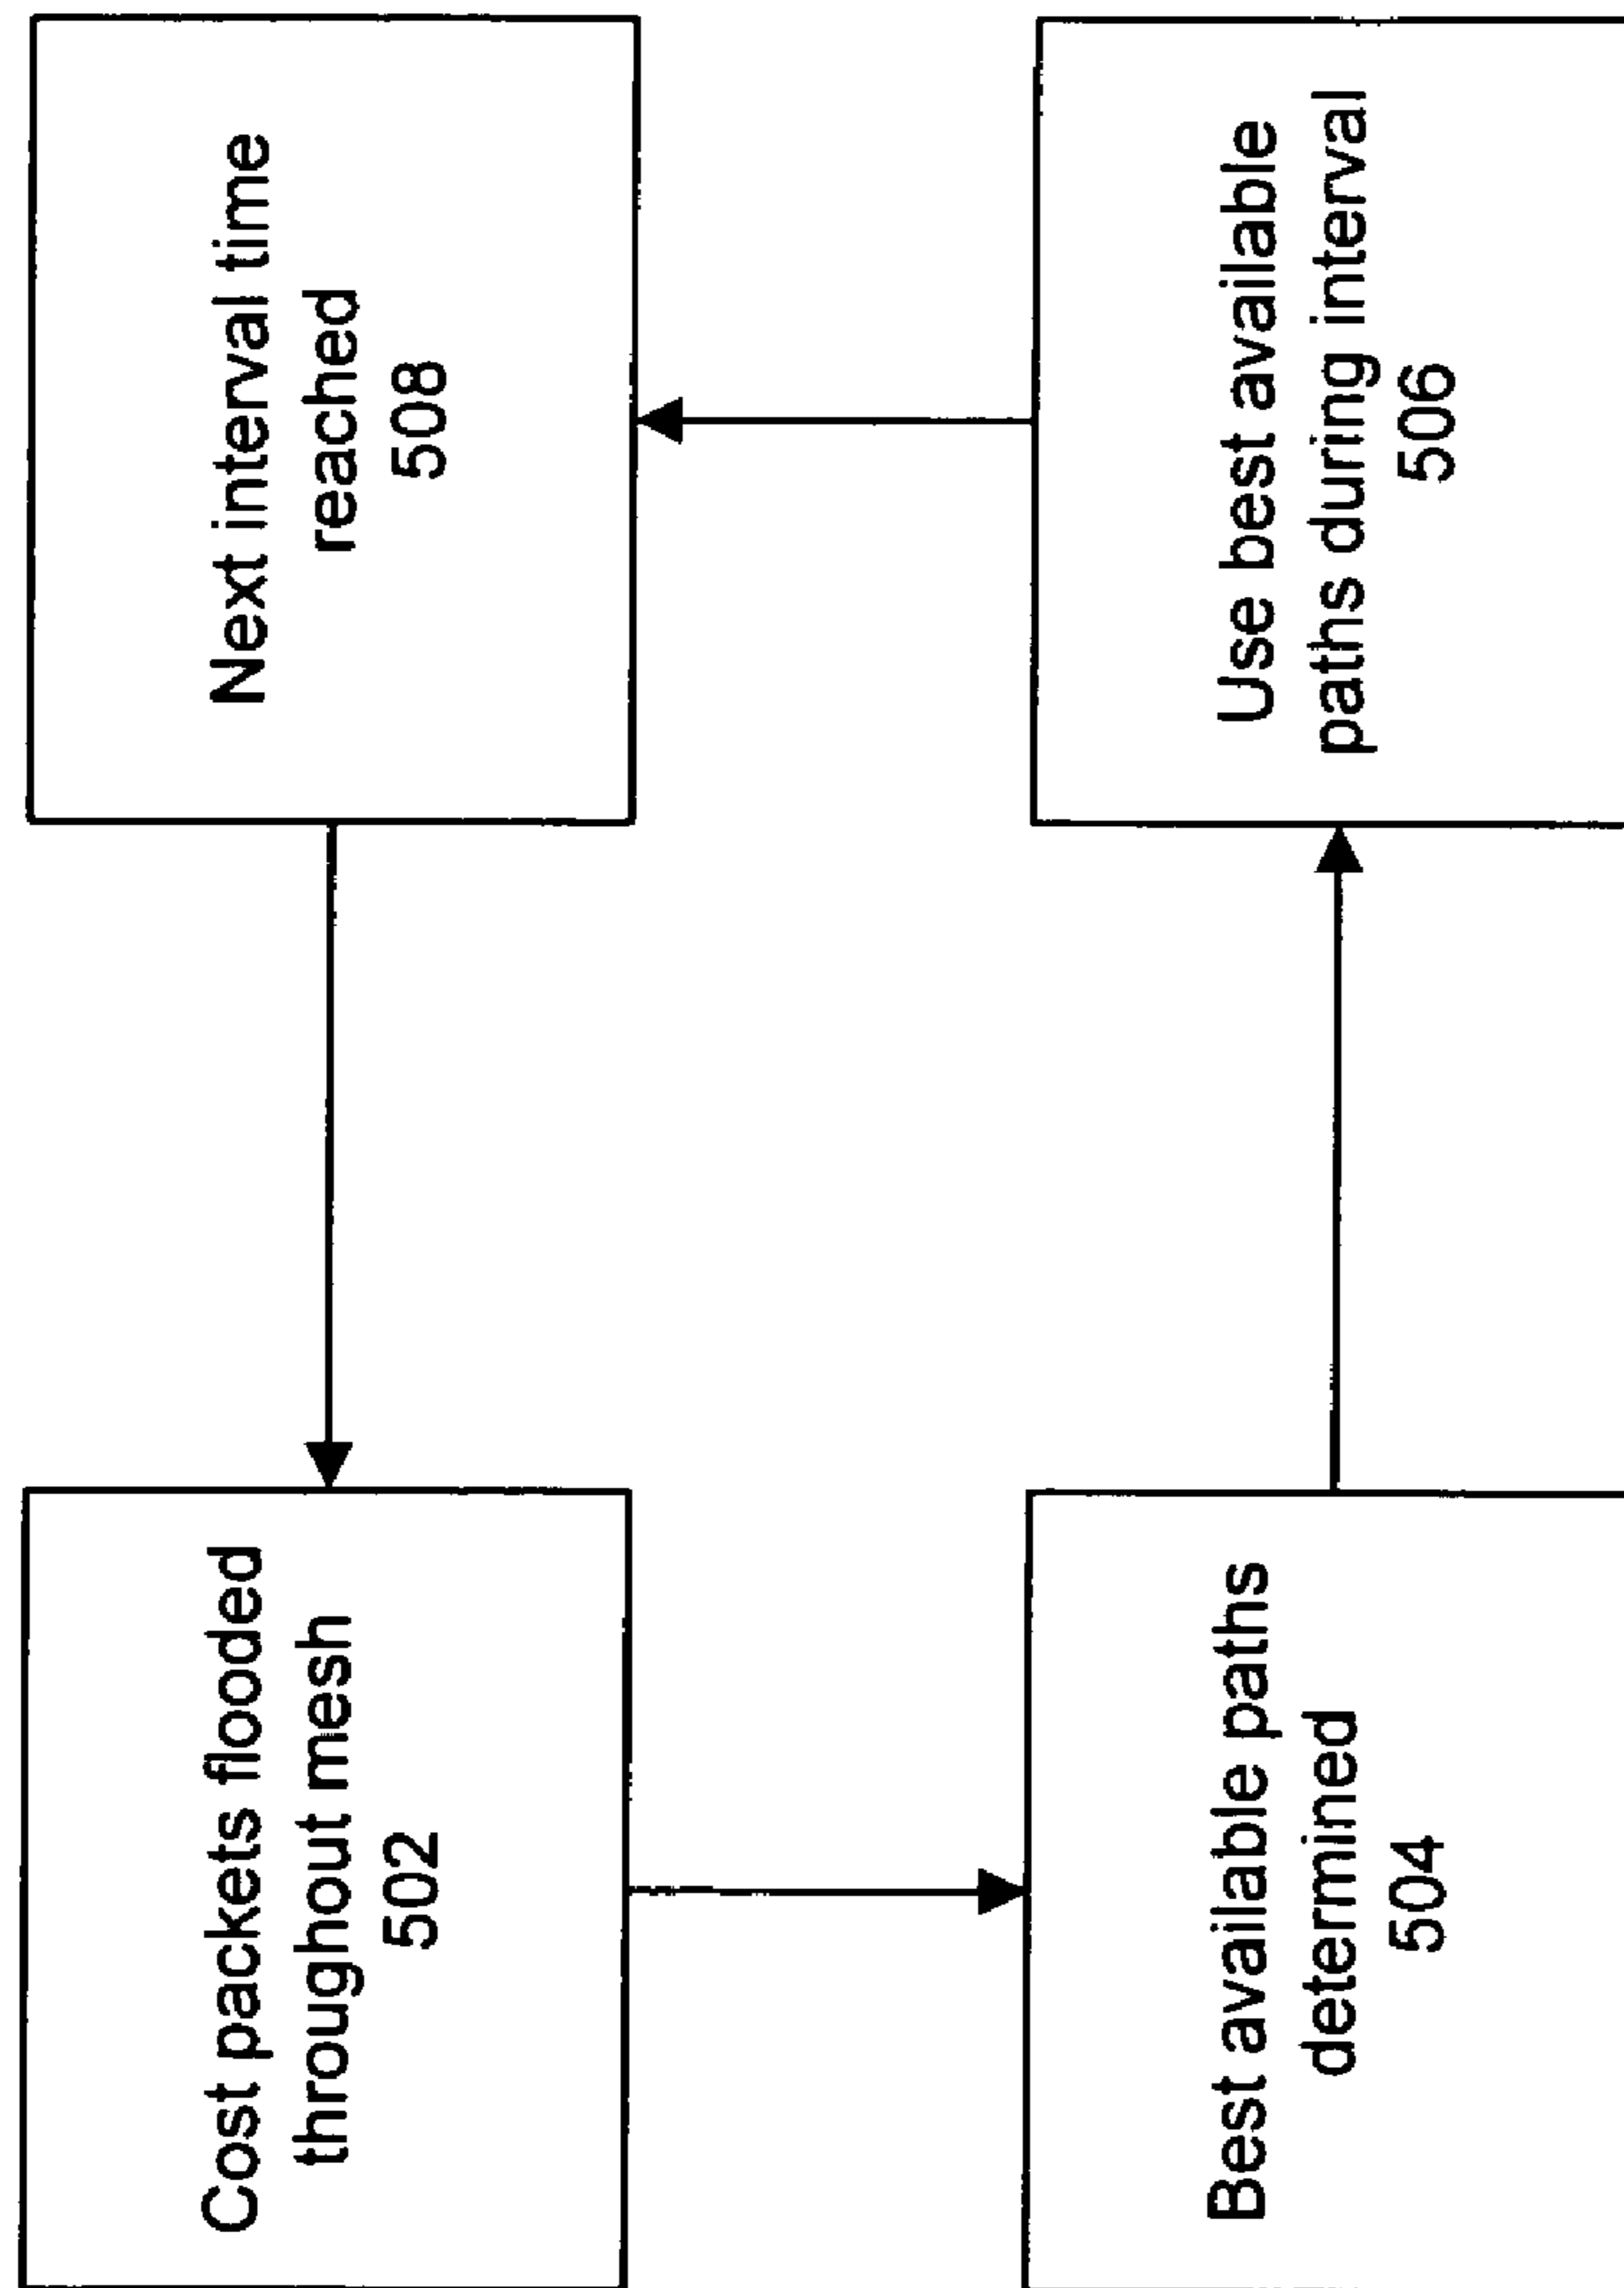 Cost packets flooded
throughout mesh
502
Next interval time
reached
508
Best available paths
determined
504
Use best available
paths during interval
506